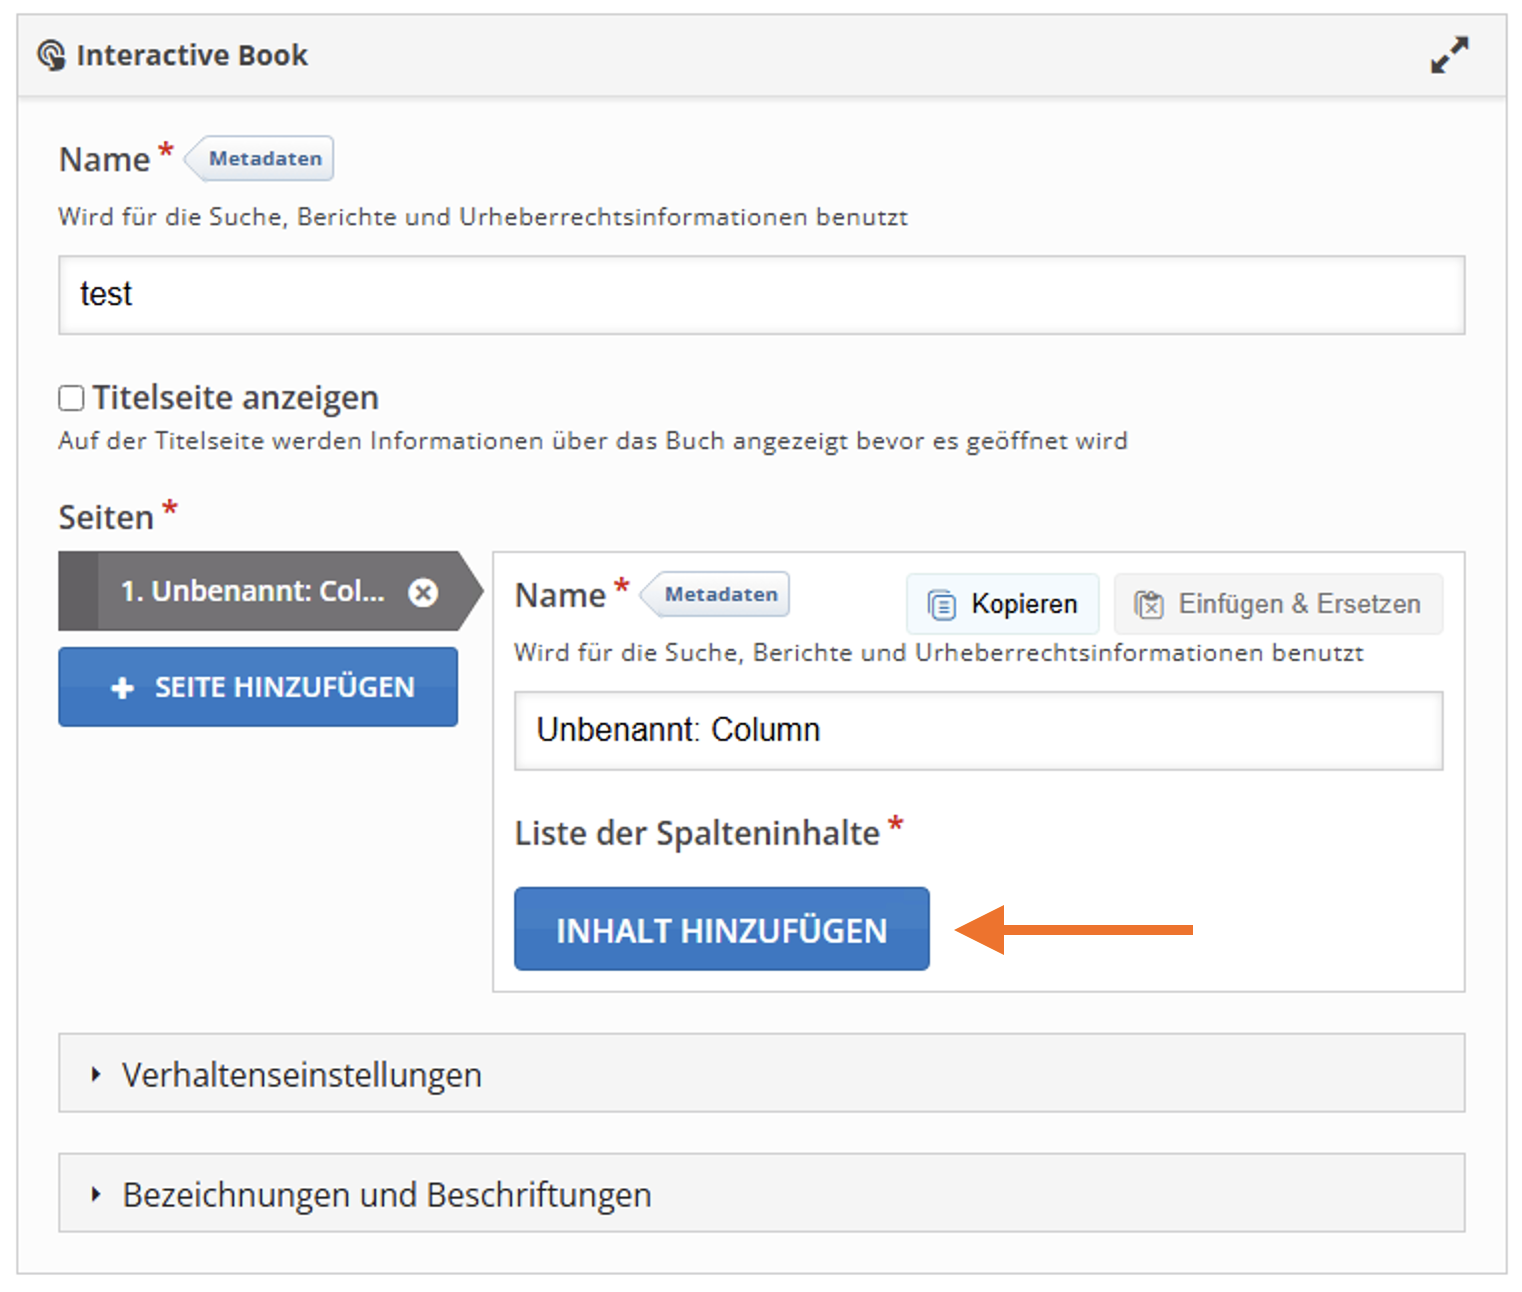 Interactive Book
Name * Metadaten
Wird für die Suche, Berichte und Urheberrechtsinformationen benutzt
test
Titelseite anzeigen
Auf der Titelseite werden Informationen über das Buch angezeigt bevor es geöffnet wird
Seiten *
1. Unbenannt: Col...
+ SEITE HINZUFÜGEN
Name * Metadaten
Kopieren
Einfügen & Ersetzen
Wird für die Suche, Berichte und Urheberrechtsinformationen benutzt
Unbenannt: Column
Liste der Spalteninhalte *
INHALT HINZUFÜGEN
Verhaltenseinstellungen
Bezeichnungen und Beschriftungen